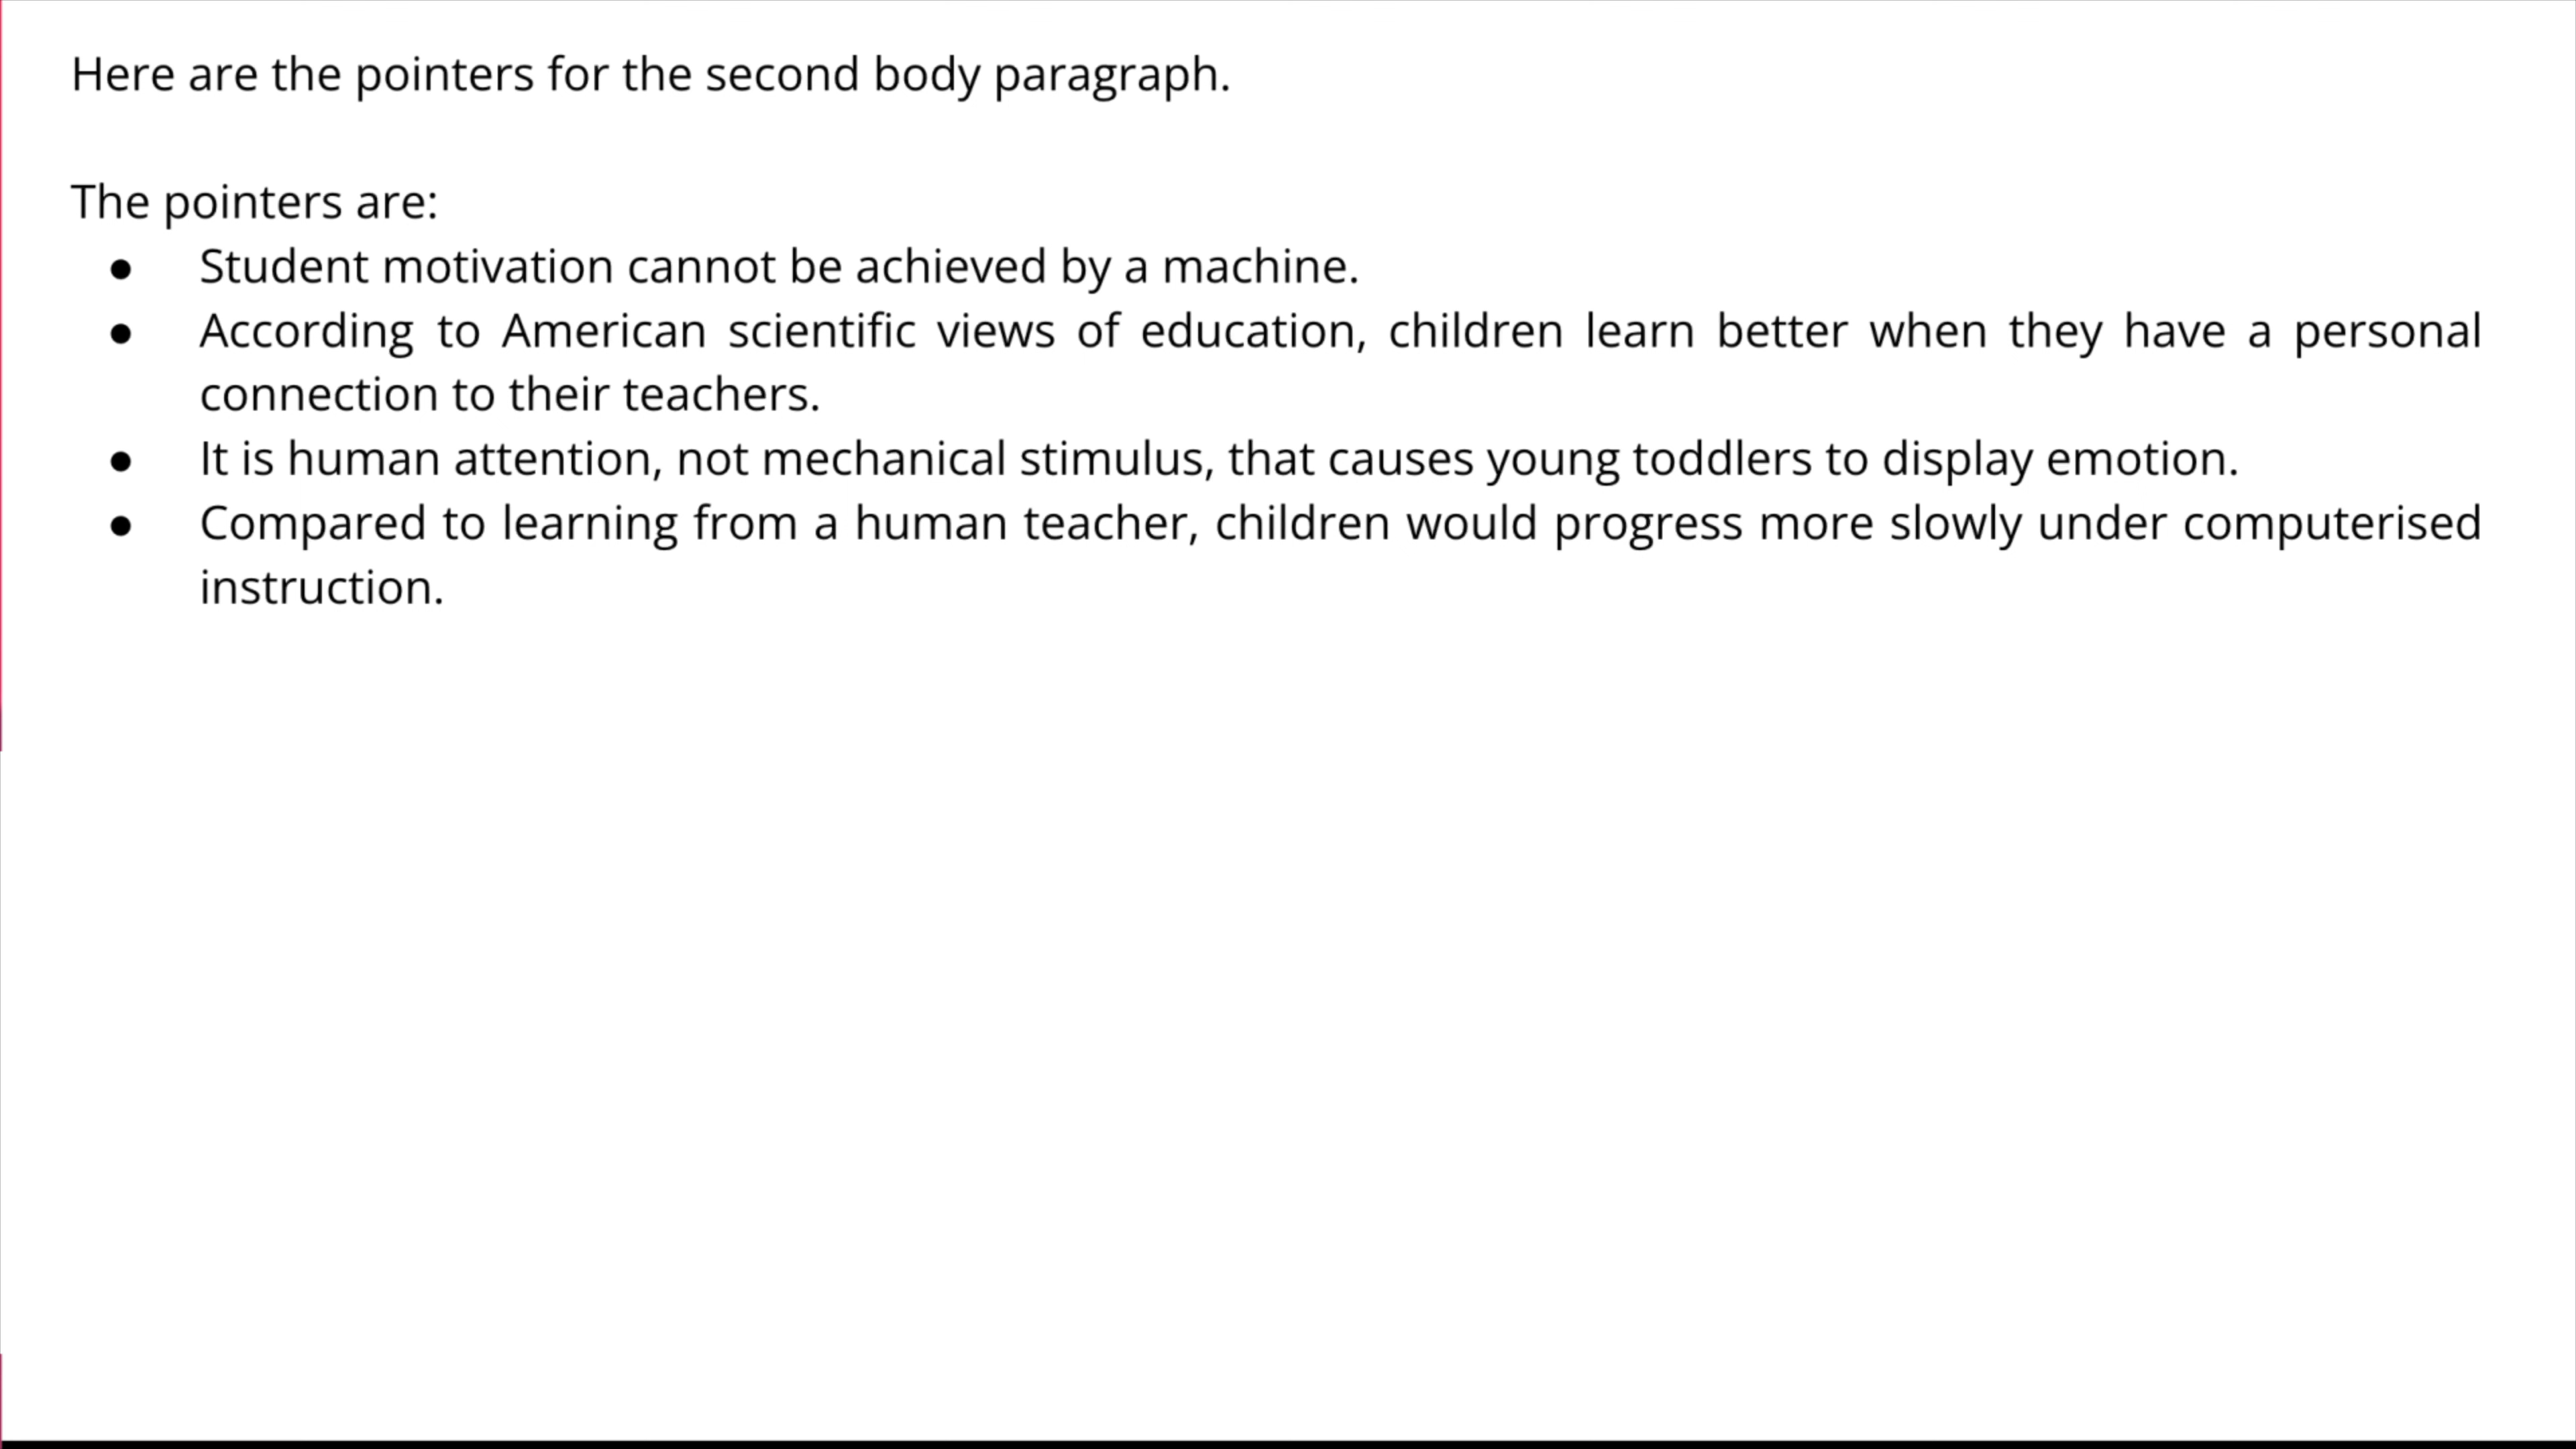 Here are the pointers for the second body paragraph.
The pointers are:
● Student motivation cannot be achieved by a machine.
● According to American scientific views of education, children learn better when they have a personal
connection to their teachers.
● It is human attention, not mechanical stimulus, that causes young toddlers to display emotion.
● Compared to learning from a human teacher, children would progress more slowly under computerised
instruction.